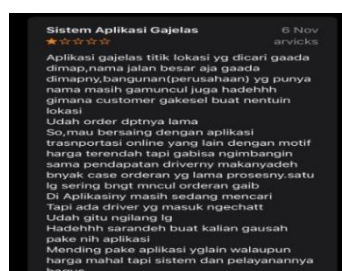 Sistem Aplikasi Gajelas
6 Nov
★☆☆☆☆
arvicks
Aplikasi gajelas titik lokasi yg dicari gaada
dimap,nama jalan besar aja gaada
dimapny,bangunan(perusahaan) yg punya
nama masih gamuncul juga hadehhh
gimana customer gakesel buat nentuin
lokasi
Udah order dptnya lama
So,mau bersaing dengan aplikasi
trasnportasi online yang lain dengan motif
harga terendah tapi gabisa ngimbangin
sama pendapatan driverny makanyadeh
bnyak case orderan yg lama prosesny.satu
lg sering bngt mncul orderan gaib
Di Aplikasiny masih sedang mencari
Tapi ada driver yg masuk ngechatt
Udah gitu ngilang lg
Hadehhh sarandeh buat kalian gausah
pake nih aplikasi
Mending pake aplikasi yglain walaupun
harga mahal tapi sistem dan pelayanannya
bagus